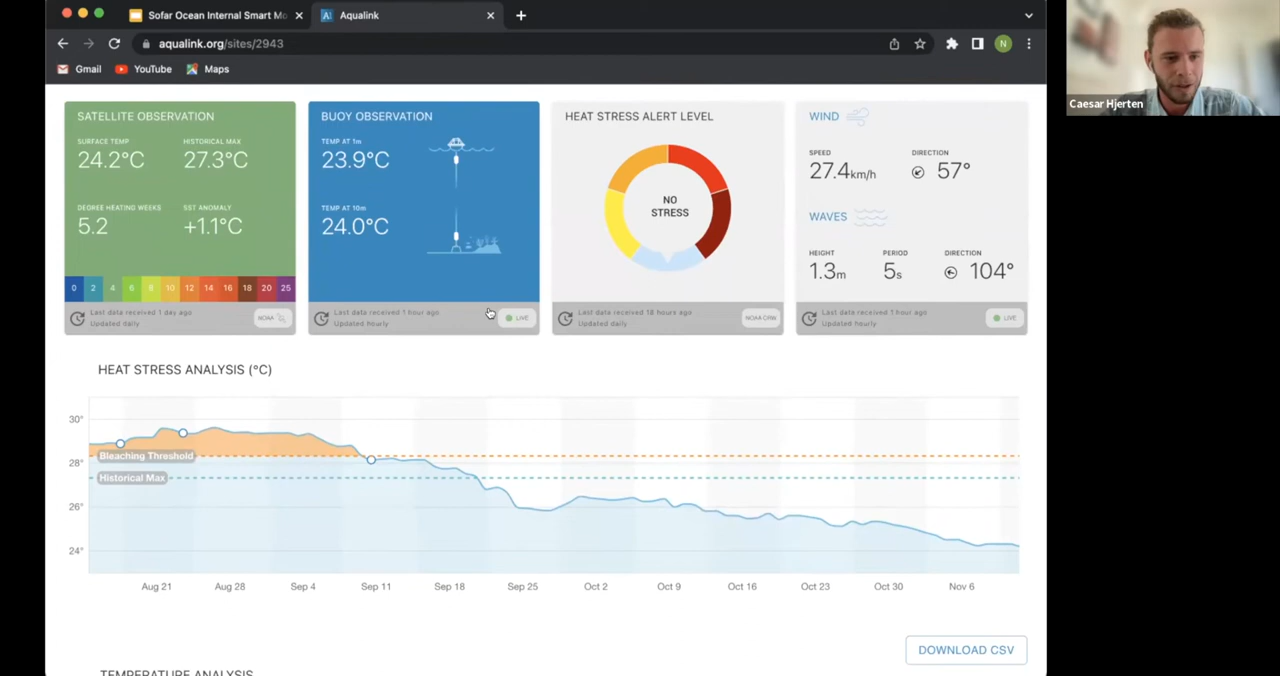 Sofar Ocean Internal Smart Mo
Aqualink
aqualink.org/sites/2943
N
Gmail
YouTube
Maps
Caesar Hjerten
SATELLITE OBSERVATION
SURFACE TEMP
HISTORICAL MAX
24.2°C
27.3°C
DEGREE HEATING WEEKS
SST ANOMALY
5.2
+1.1°C
0 2 4 6 8 10 12 14 16 18 20 25
Last data received 1 day ago
Updated daily
NOAA
BUOY OBSERVATION
TEMP AT 1m
23.9°C
TEMP AT 10m
24.0°C
Last data received 1 hour ago
Updated hourly
LIVE
HEAT STRESS ALERT LEVEL
NO
STRESS
Last data received 18 hours ago
Updated daily
NOAA CRW
WIND
SPEED
DIRECTION
27.4km/h
57°
WAVES
HEIGHT
PERIOD
DIRECTION
1.3m
5s
104°
Last data received 1 hour ago
Updated hourly
LIVE
HEAT STRESS ANALYSIS (°C)
30°
Bleaching Threshold
28°
Historical Max
26°
24°
Aug 21 Aug 28 Sep 4 Sep 11 Sep 18 Sep 25 Oct 2 Oct 9 Oct 16 Oct 23 Oct 30 Nov 6
DOWNLOAD CSV
TEMPERATURE ANALYSIS